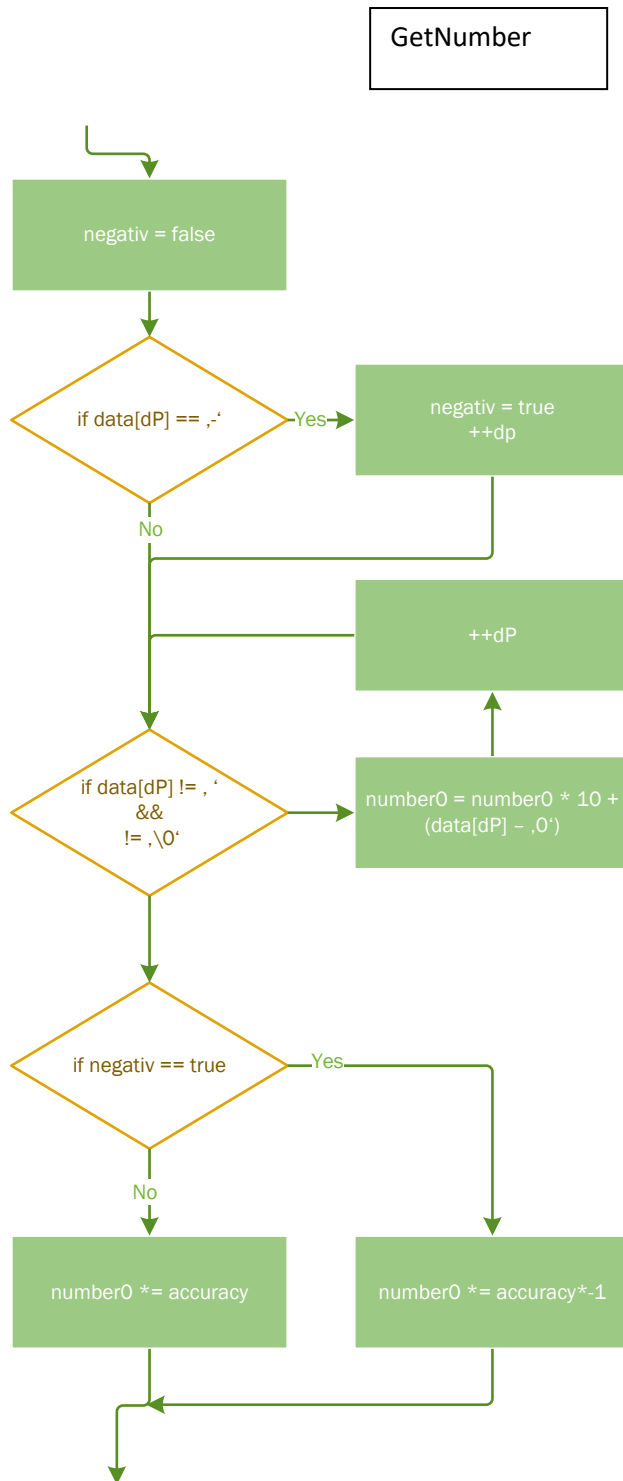 GetNumber
negativ = false
if data[dP] == ‚-‘
Yes
negativ = true
++dp
No
++dP
if data[dP] != ‚ ‘
&&
!= ‚\0‘
number0 = number0 * 10 +
(data[dP] – ‚0‘)
if negativ == true
Yes
No
number0 *= accuracy
number0 *= accuracy*-1